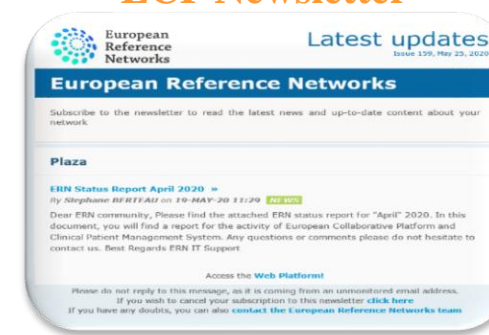 ECP Newsletter
European
Reference
Networks
Latest updates
Issue 159, May 25, 2020
European Reference Networks
Subscribe to the newsletter to read the latest news and up-to-date content about your
network
Plaza
ERN Status Report April 2020 »
By Stephane BERTEAU on 19-MAY-20 11:29 NEWS
Dear ERN community, Please find the attached ERN status report for "April" 2020. In this
document, you will find a report for the activity of European Collaborative Platform and
Clinical Patient Management System. Any questions or comments please do not hesitate to
contact us. Best Regards ERN IT Support
Access the Web Platform!
Please do not reply to this message, as it is coming from an unmonitored email address.
If you wish to cancel your subscription to this newsletter click here
If you have any doubts, you can also contact the European Reference Networks team